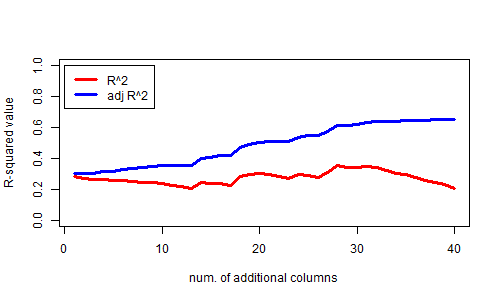 R^2
adj R^2
R-squared value
0.0 0.2 0.4 0.6 0.8 1.0
0 10 20 30 40
num. of additional columns